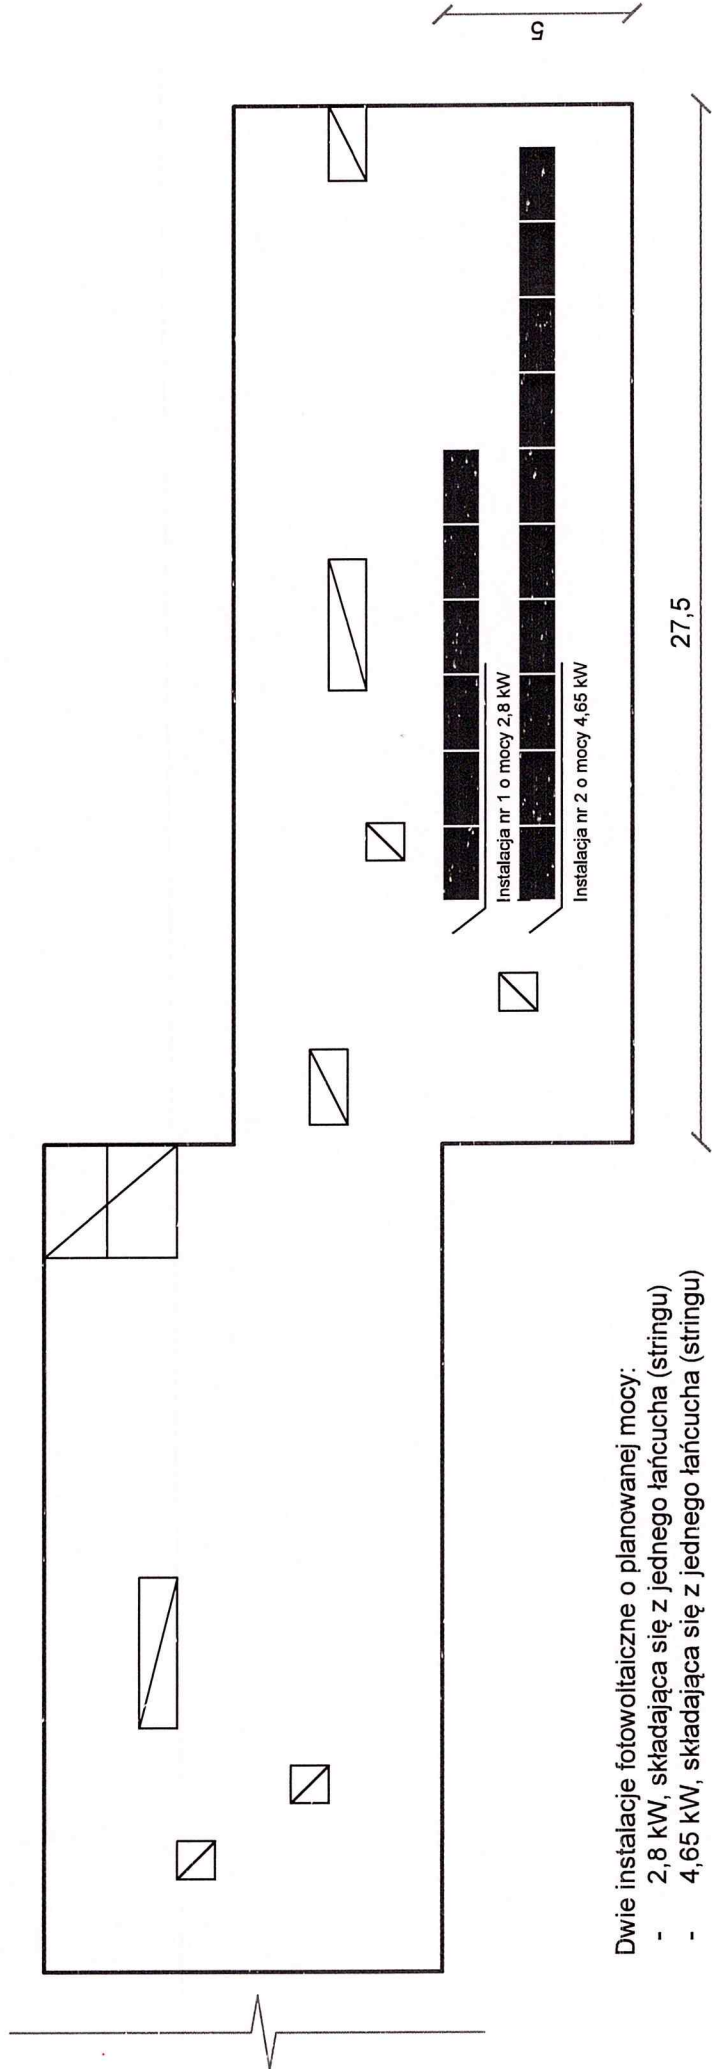 5
Instalacja nr 1 o mocy 2,8 kW
Instalacja nr 2 o mocy 4,65 kW
27,5
Dwie instalacje fotowoltaiczne o planowanej mocy:
- 2,8 kW, składająca się z jednego łańcucha (stringu)
- 4,65 kW, składająca się z jednego łańcucha (stringu)